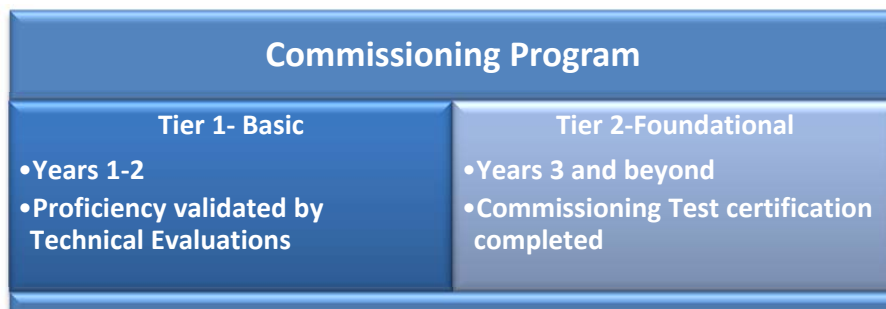 Commissioning Program
Tier 1- Basic
•Years 1-2
•Proficiency validated by
Technical Evaluations
Tier 2-Foundational
•Years 3 and beyond
•Commissioning Test certification
completed